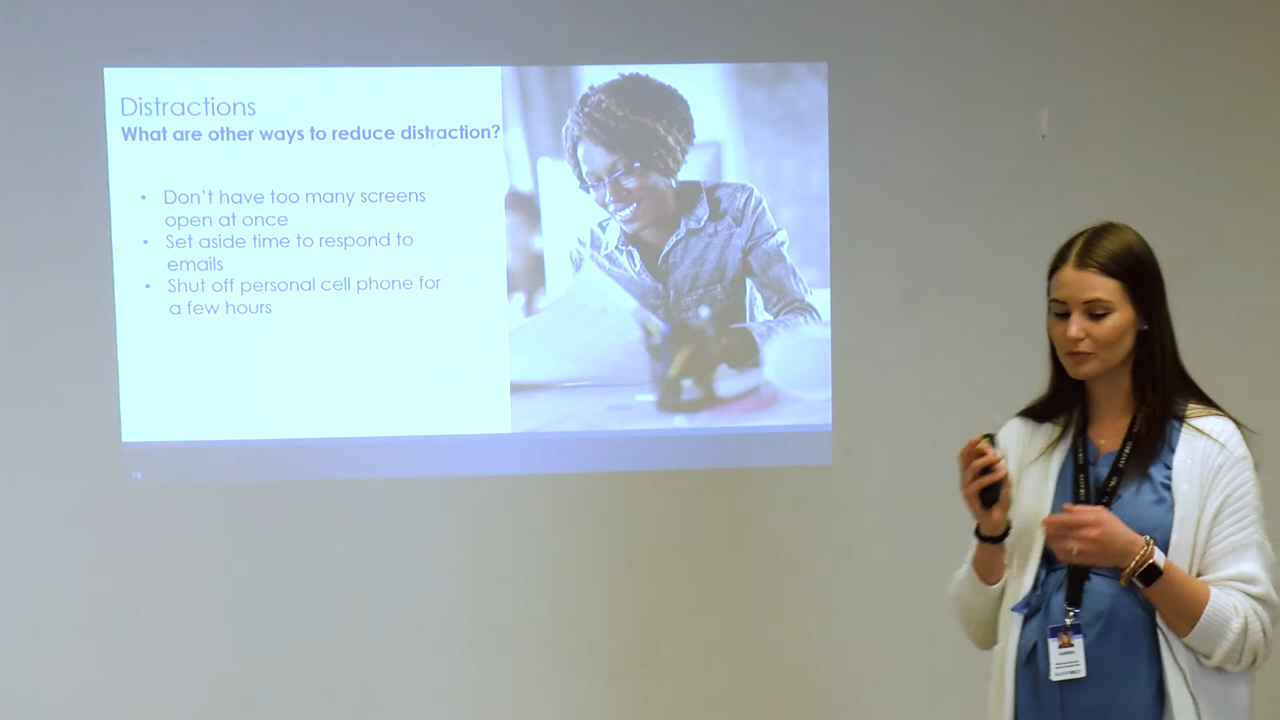 Distractions
What are other ways to reduce distraction?
• Don't have too many screens
open at once
• Set aside time to respond to
emails
• Shut off personal cell phone for
a few hours